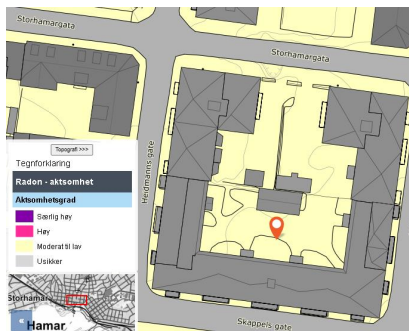 Storhamargata
Storhamargata
Heidmanns gate
Skappels gate
Topografi >>>
Tegnforklaring
Radon - aktsomhet
Aktsomhetsgrad
Særlig høy
Høy
Moderat til lav
Usikker
Storhamar
«
Hamar